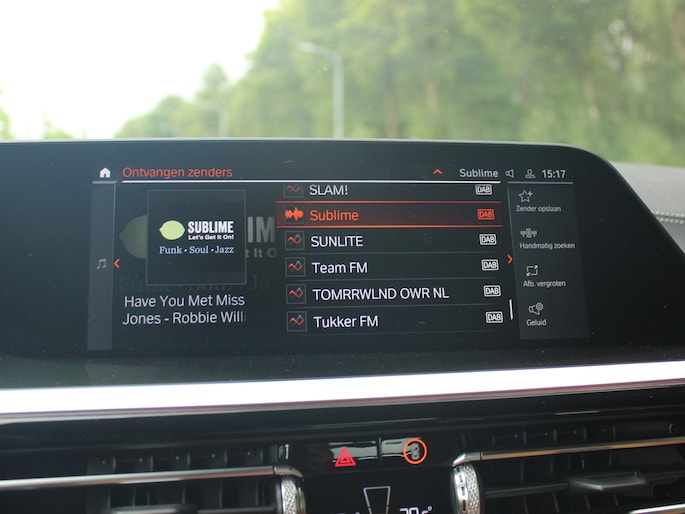 Ontvangen zenders
Sublime
15:17
SUBLIME
Let's Get It On!
Funk • Soul • Jazz
Have You Met Miss
Jones - Robbie Will
SLAM! DAB
Sublime DAB
SUNLITE DAB
Team FM DAB
TOMRRWLND OWR NL DAB
Tukker FM DAB
Zender opslaan
Handmatig zoeken
Afb. vergroten
Geluid